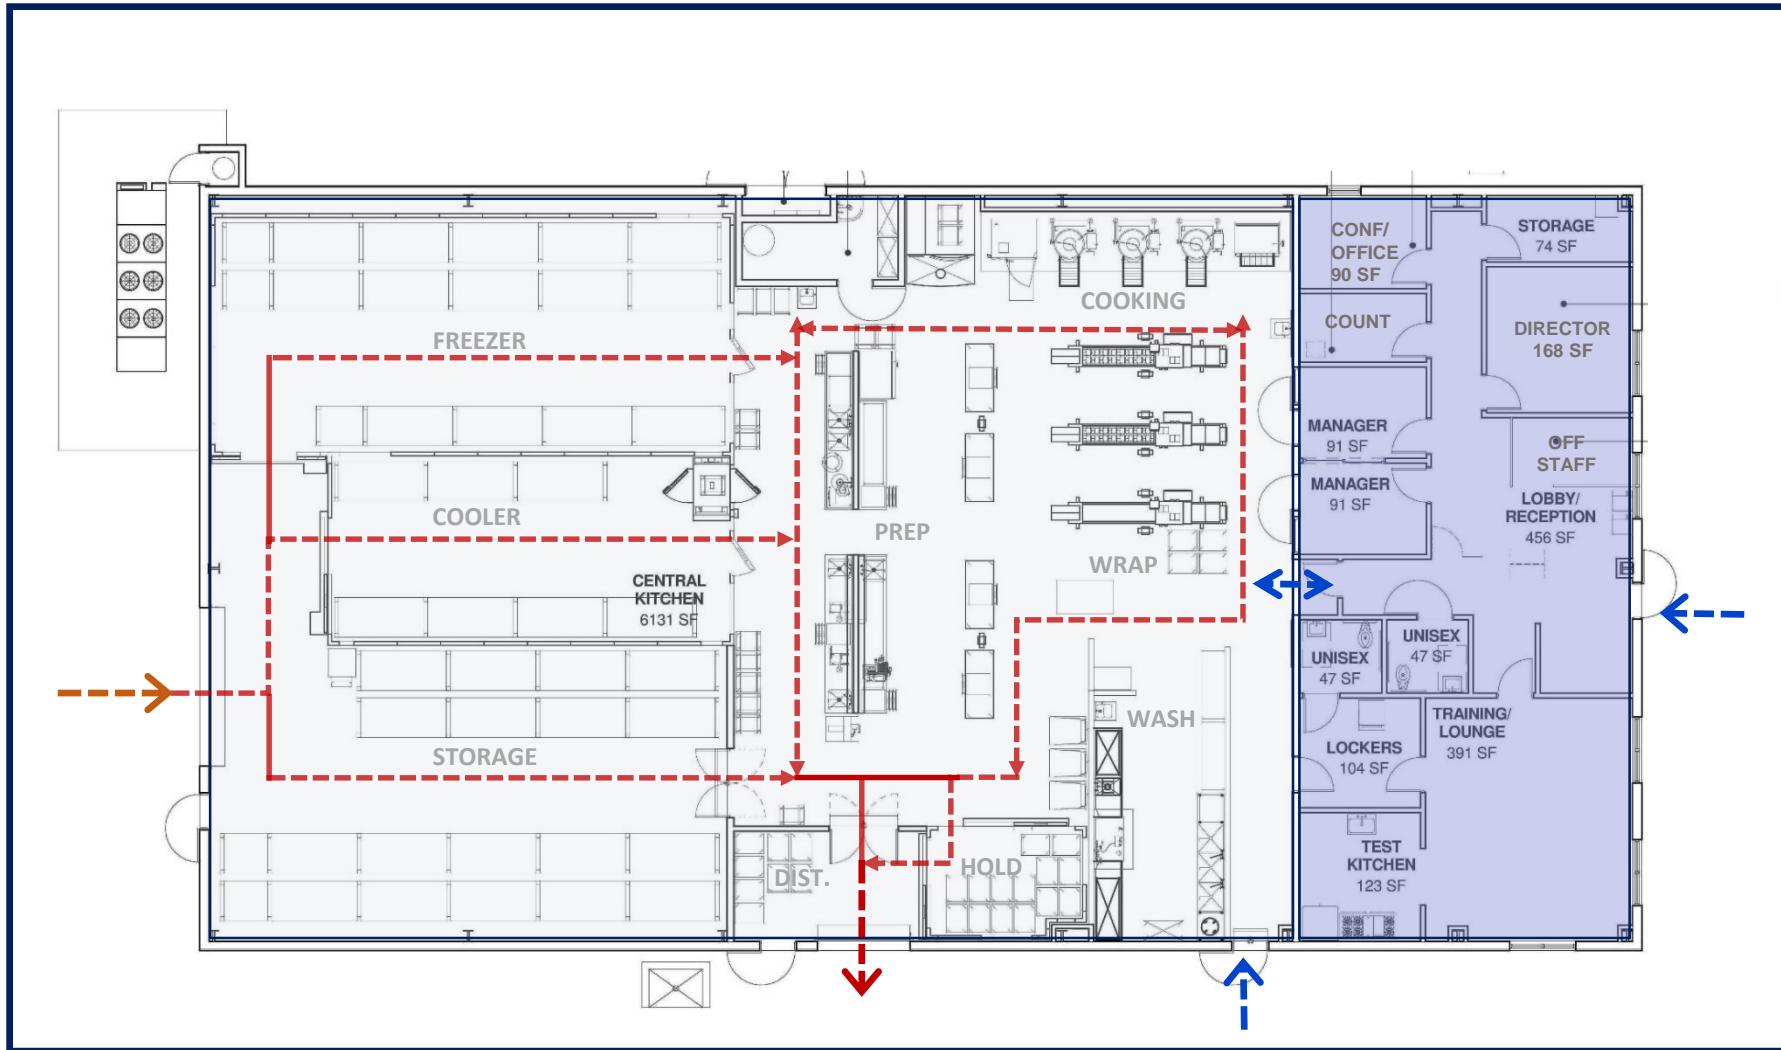 FREEZER
COOLER
CENTRAL
KITCHEN
6131 SF
STORAGE
DIST.
HOLD
PREP
COOKING
WRAP
WASH
CONF/
OFFICE
90 SF
COUNT
MANAGER
91 SF
MANAGER
91 SF
STORAGE
74 SF
DIRECTOR
168 SF
OFF
STAFF
LOBBY/
RECEPTION
456 SF
UNISEX
47 SF
UNISEX
47 SF
LOCKERS
104 SF
TRAINING/
LOUNGE
391 SF
TEST
KITCHEN
123 SF